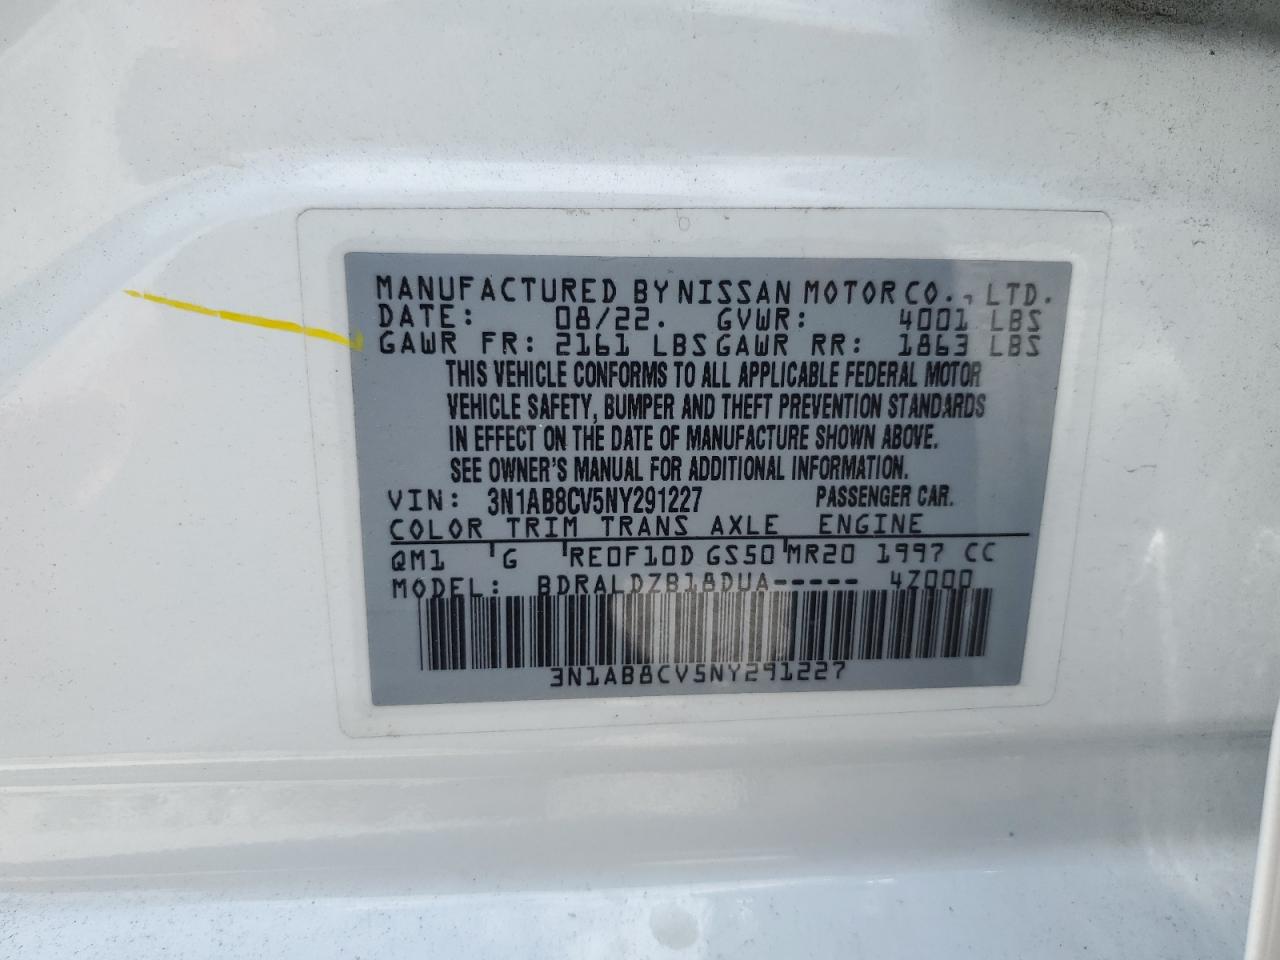 MANUFACTURED BY NISSAN MOTOR CO., LTD.
DATE: 08/22. GVWR: 4001 LBS
GAWR FR: 2161 LBS GAWR RR: 1863 LBS
THIS VEHICLE CONFORMS TO ALL APPLICABLE FEDERAL MOTOR
VEHICLE SAFETY, BUMPER AND THEFT PREVENTION STANDARDS
IN EFFECT ON THE DATE OF MANUFACTURE SHOWN ABOVE.
SEE OWNER'S MANUAL FOR ADDITIONAL INFORMATION.
VIN: 3N1AB8CV5NY291227 PASSENGER CAR.
COLOR TRIM TRANS AXLE ENGINE
QM1 G RE0F10D GS50 MR20 1997 CC
MODEL: BDRALDZB18DUA----- 4Z000
3N1AB8CV5NY291227